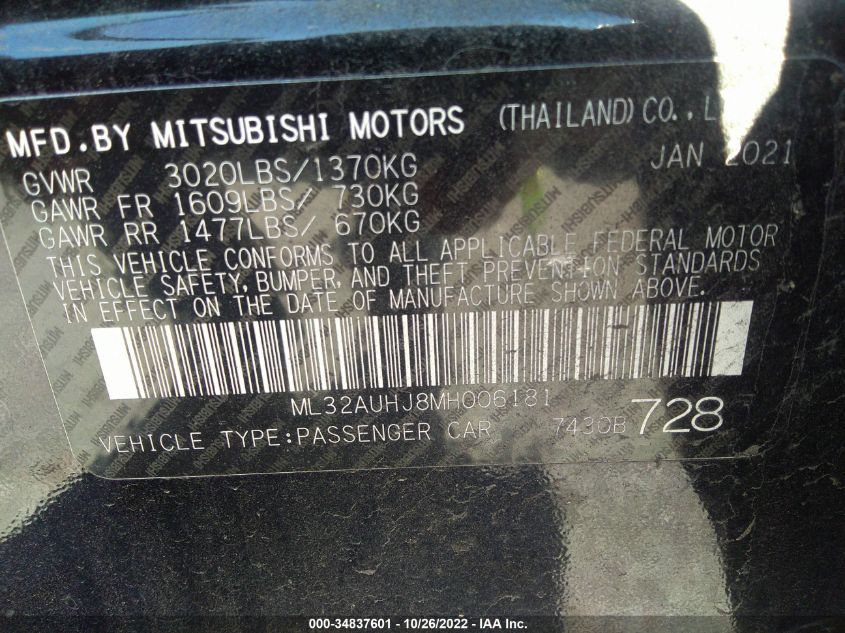 MFD.BY MITSUBISHI MOTORS (THAILAND) CO., L
JAN 2021
GVWR 3020LBS/1370KG
GAWR FR 1609LBS/ 730KG
GAWR RR 1477LBS/ 670KG
THIS VEHICLE CONFORMS TO ALL APPLICABLE FEDERAL MOTOR
VEHICLE SAFETY, BUMPER, AND THEFT PREVENTION STANDARDS
IN EFFECT ON THE DATE OF MANUFACTURE SHOWN ABOVE.
ML32AUHJ8MH006181
VEHICLE TYPE:PASSENGER CAR 7430B 728
000-34837601 - 10/26/2022 - IAA Inc.